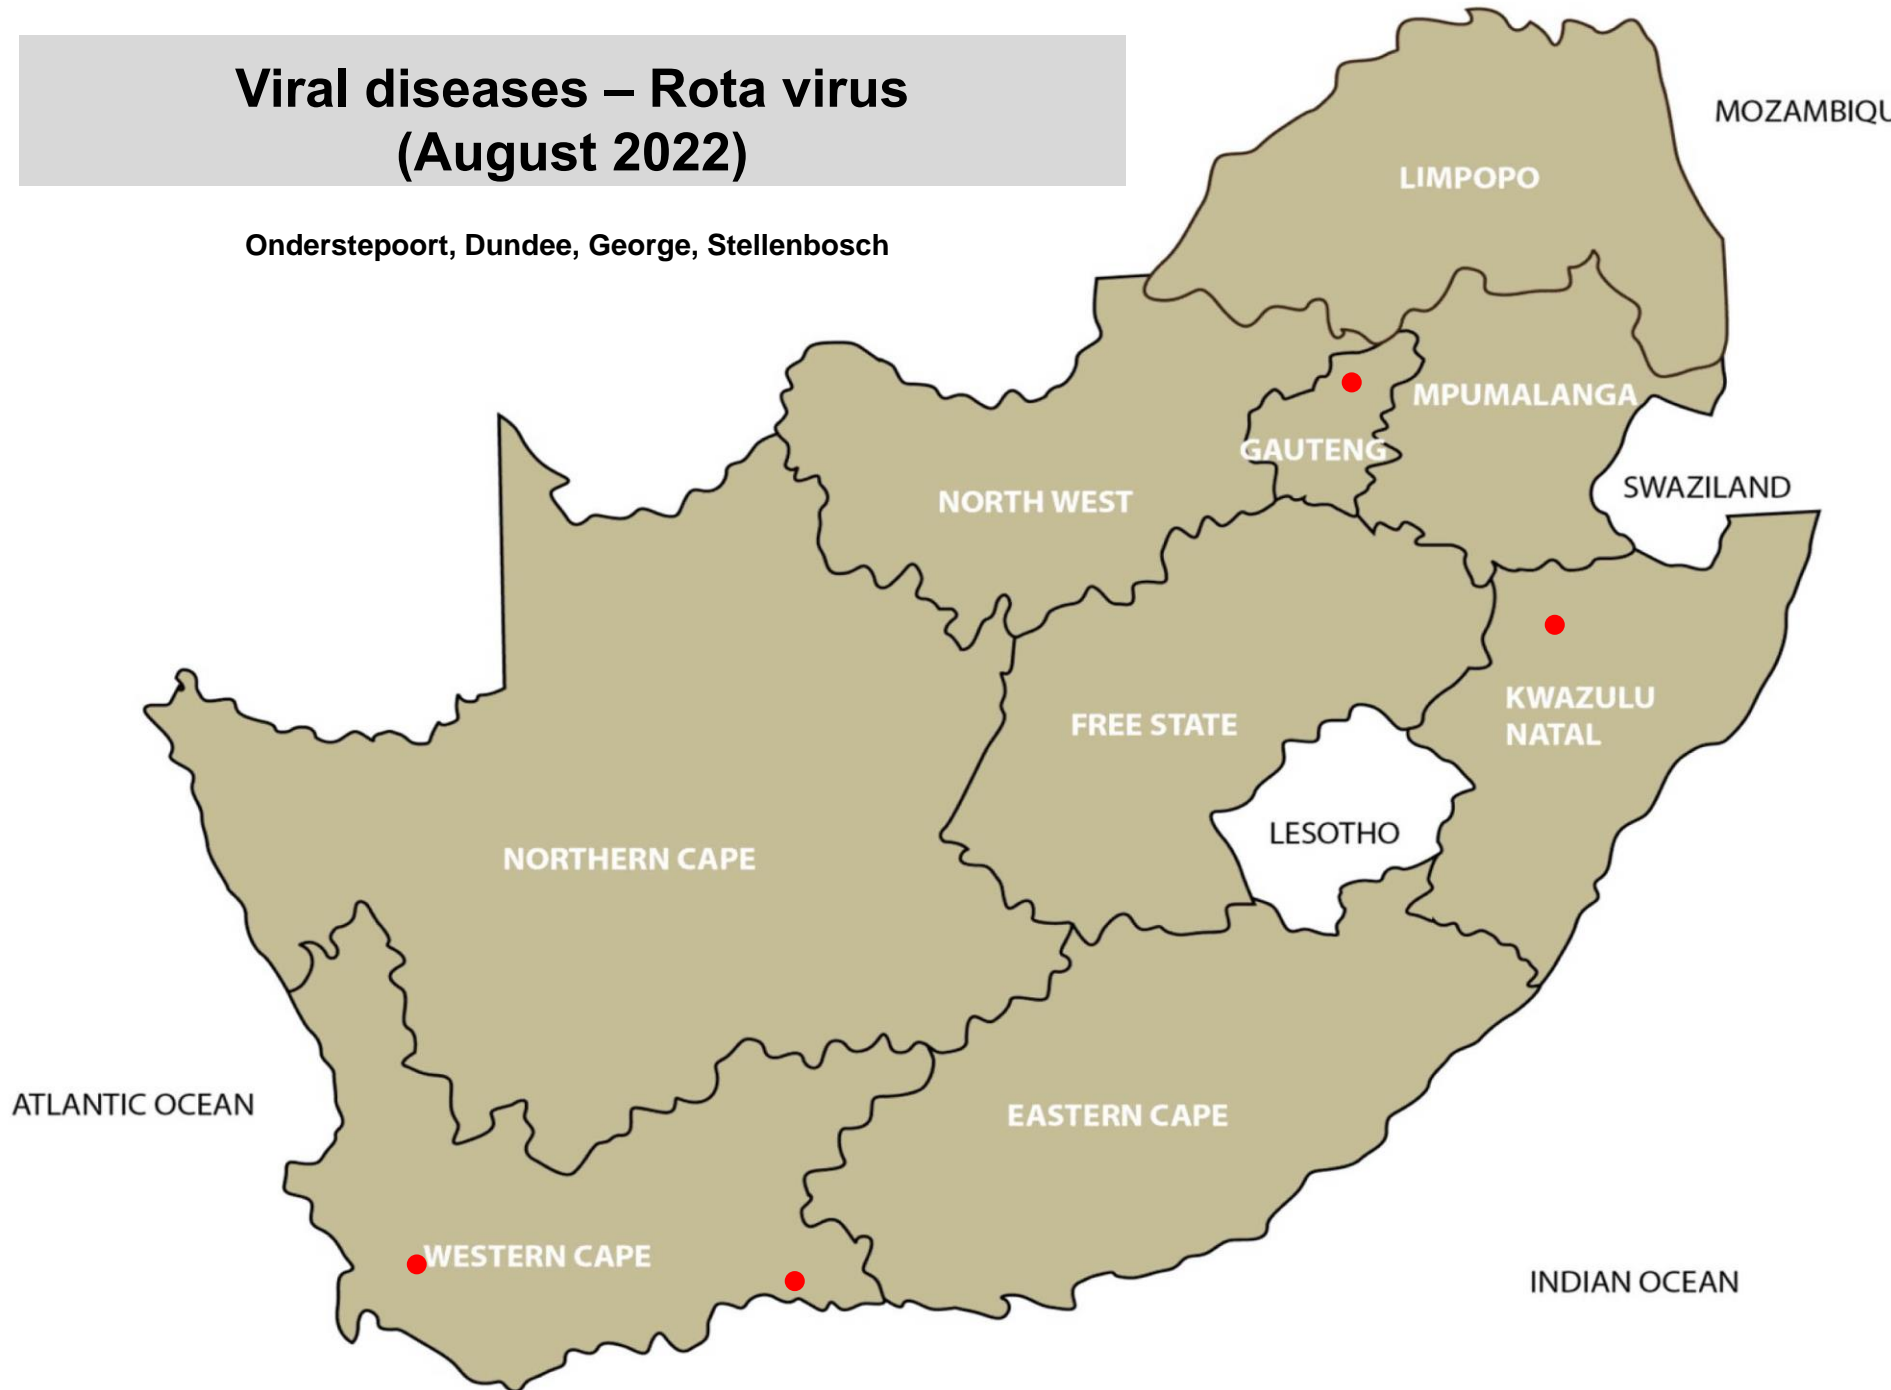 Viral diseases – Rota virus
(August 2022)
Onderstepoort, Dundee, George, Stellenbosch
MOZAMBIQU
LIMPOPO
MPUMALANGA
GAUTENG
NORTH WEST
SWAZILAND
KWAZULU
NATAL
FREE STATE
LESOTHO
NORTHERN CAPE
ATLANTIC OCEAN
EASTERN CAPE
WESTERN CAPE
INDIAN OCEAN